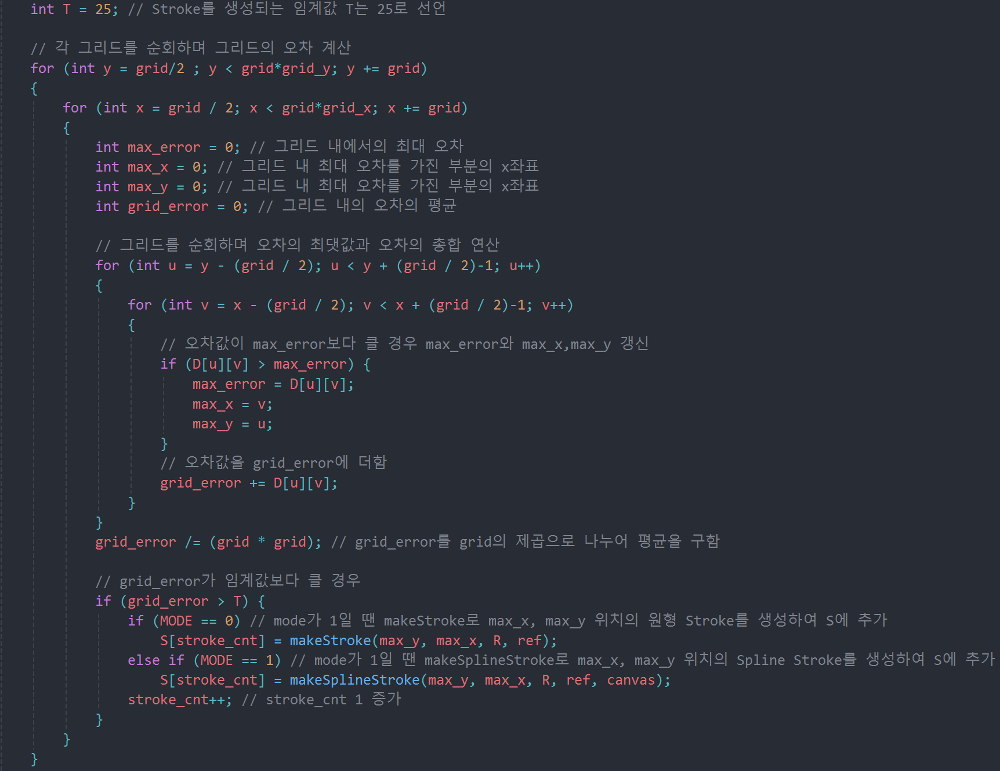 int T = 25; // Stroke를 생성되는 임계값 T는 25로 선언
// 각 그리드를 순회하며 그리드의 오차 계산
for (int y = grid/2 ; y < grid*grid_y; y += grid)
{
for (int x = grid / 2; x < grid*grid_x; x += grid)
{
int max_error = 0; // 그리드 내에서의 최대 오차
int max_x = 0; // 그리드 내 최대 오차를 가진 부분의 x좌표
int max_y = 0; // 그리드 내 최대 오차를 가진 부분의 x좌표
int grid_error = 0; // 그리드 내의 오차의 평균
// 그리드를 순회하며 오차의 최댓값과 오차의 총합 연산
for (int u = y - (grid / 2); u < y + (grid / 2)-1; u++)
{
for (int v = x - (grid / 2); v < x + (grid / 2)-1; v++)
{
// 오차값이 max_error보다 클 경우 max_error와 max_x,max_y 갱신
if (D[u][v] > max_error) {
max_error = D[u][v];
max_x = v;
max_y = u;
}
// 오차값을 grid_error에 더함
grid_error += D[u][v];
}
}
grid_error /= (grid * grid); // grid_error를 grid의 제곱으로 나누어 평균을 구함
// grid_error가 임계값보다 클 경우
if (grid_error > T) {
if (MODE == 0) // mode가 1일 땐 makeStroke로 max_x, max_y 위치의 원형 Stroke를 생성하여 S에 추가
S[stroke_cnt] = makeStroke(max_y, max_x, R, ref);
else if (MODE == 1) // mode가 1일 땐 makeSplineStroke로 max_x, max_y 위치의 Spline Stroke를 생성하여 S에 추가
S[stroke_cnt] = makeSplineStroke(max_y, max_x, R, ref, canvas);
stroke_cnt++; // stroke_cnt 1 증가
}
}
}